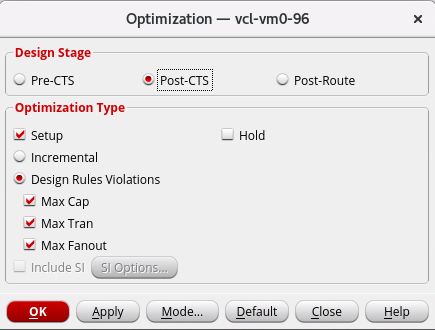 Optimization — vcl-vm0-96 ×
Design Stage
Pre-CTS Post-CTS Post-Route
Optimization Type
Setup Hold
Incremental
Design Rules Violations
Max Cap
Max Tran
Max Fanout
Include SI SI Options...
OK Apply Mode... Default Close Help